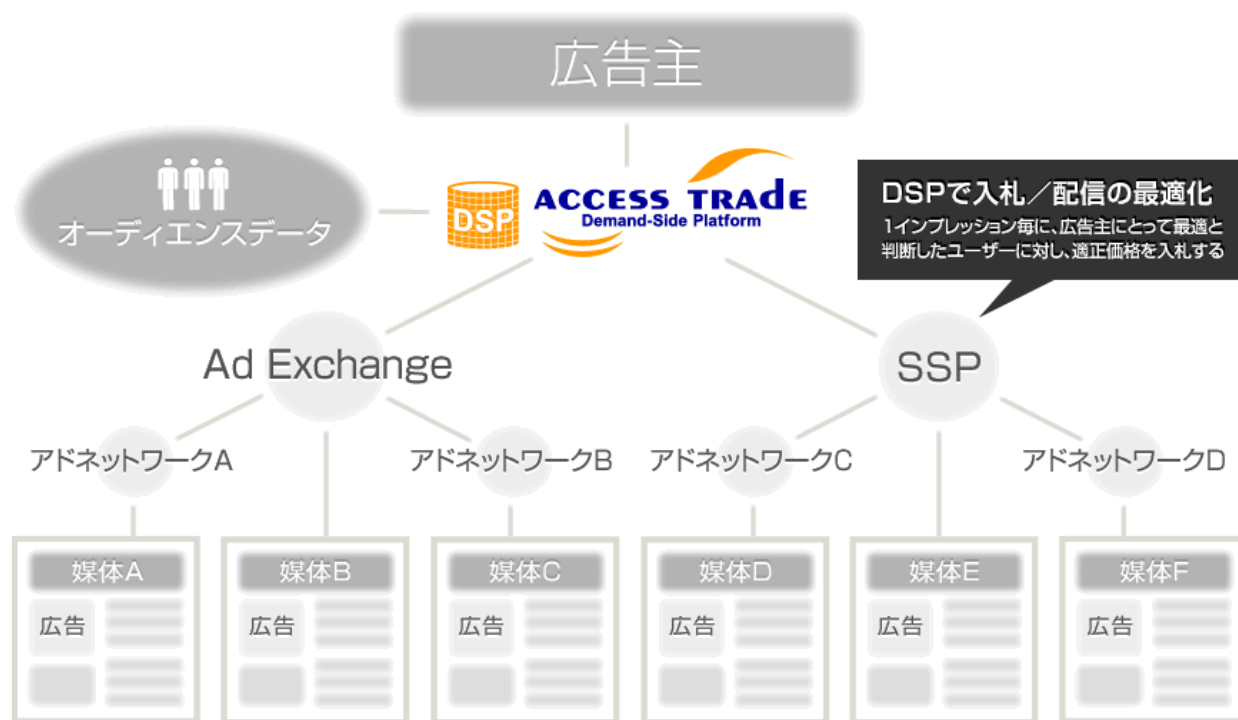 広告主
オーディエンスデータ
DSP
ACCESS TRADE
Demand-Side Platform
DSPで入札／配信の最適化
1インプレッション毎に、広告主にとって最適と
判断したユーザーに対し、適正価格を入札する
Ad Exchange
SSP
アドネットワークA
アドネットワークB
アドネットワークC
アドネットワークD
媒体A
媒体B
媒体C
媒体D
媒体E
媒体F
広告
広告
広告
広告
広告
広告